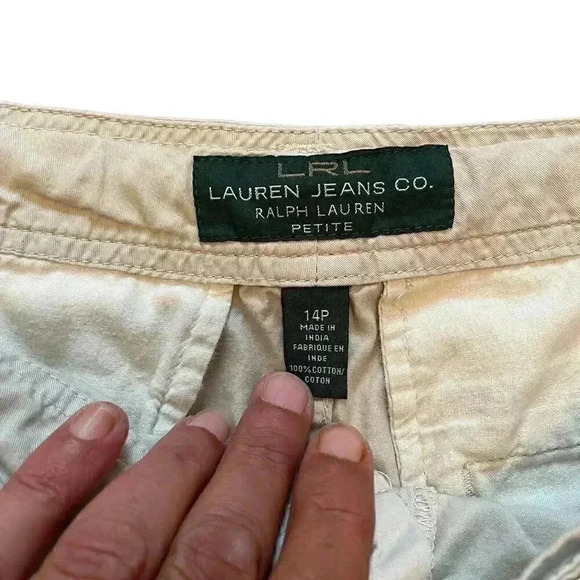 LRL
LAUREN JEANS CO.
RALPH LAUREN
PETITE
14P
MADE IN
INDIA
FABRIQUE EN
INDE
100% COTTON/
COTON